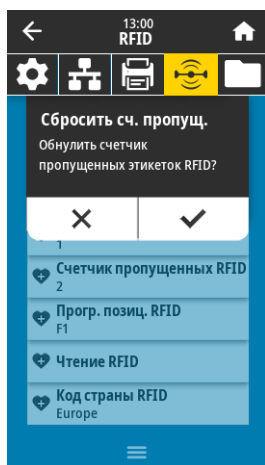 13:00
RFID
Сбросить сч. пропущ.
Обнулить счетчик
пропущенных этикеток RFID?
1
Счетчик пропущенных RFID
2
Прогр. позиц. RFID
F1
Чтение RFID
Код страны RFID
Europe